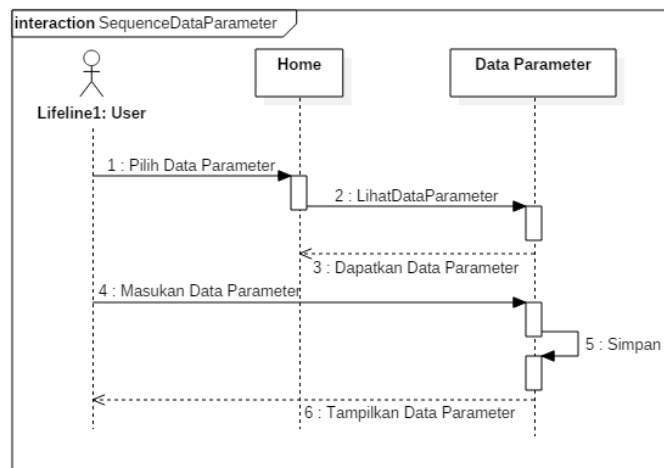 interaction SequenceDataParameter
Home
Data Parameter
Lifeline1: User
1 : Pilih Data Parameter
2 : LihatDataParameter
3 : Dapatkan Data Parameter
4 : Masukan Data Parameter
5 : Simpan
6 : Tampilkan Data Parameter